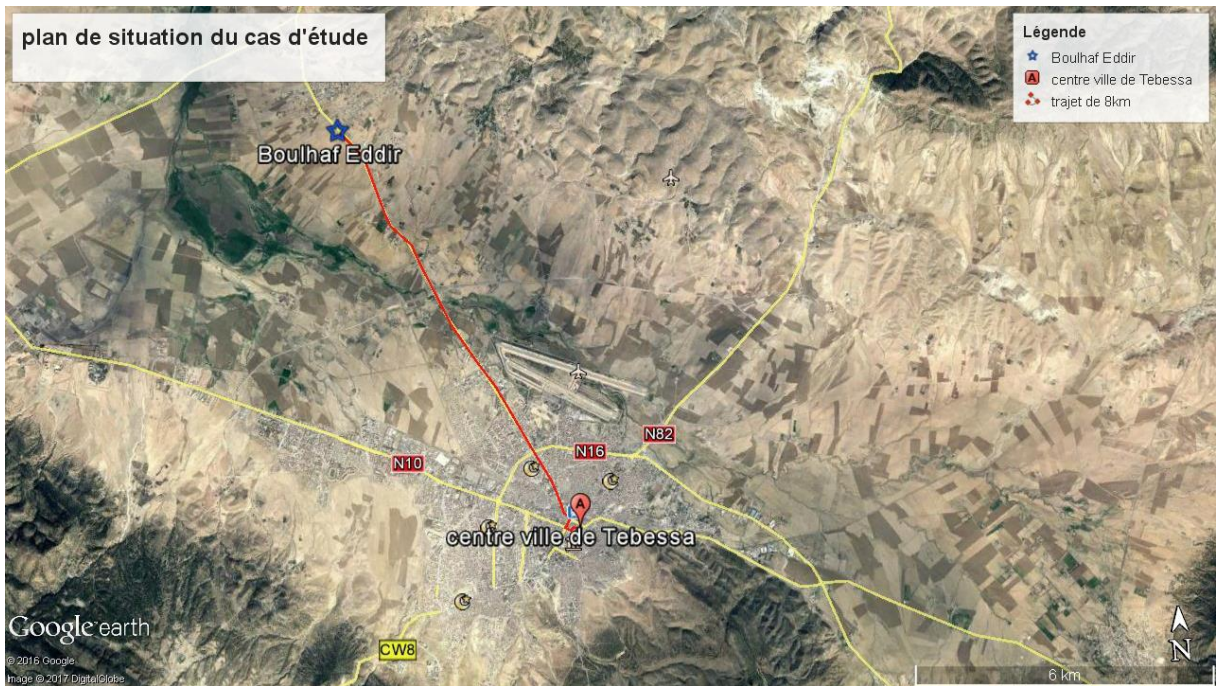 plan de situation du cas d'étude
Légende
Boulhaf Eddir
A centre ville de Tebessa
trajet de 8km
Boulhaf Eddir
N82
N16
N10
A
centre ville de Tebessa
CW8
Google earth
© 2016 Google
Image © 2017 DigitalGlobe
N
6 km